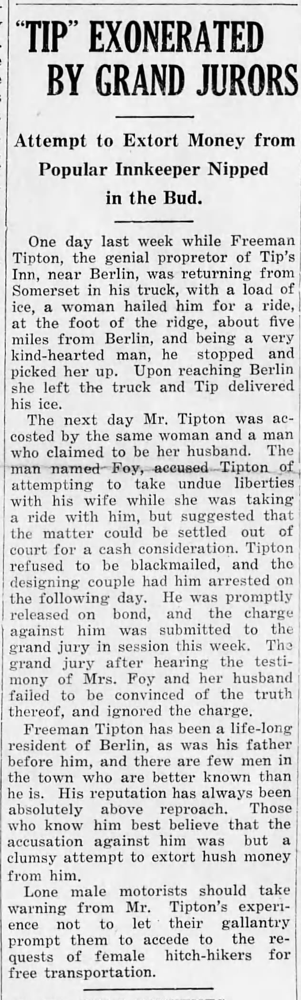 "TIP" EXONERATED
BY GRAND JURORS
Attempt to Extort Money from
Popular Innkeeper Nipped
in the Bud.
One day last week while Freeman
Tipton, the genial propretor of Tip's
Inn, near Berlin, was returning from
Somerset in his truck, with a load of
ice, a woman hailed him for a ride,
at the foot of the ridge, about five
miles from Berlin, and being a very
kind-hearted man, he stopped and
picked her up. Upon reaching Berlin
she left the truck and Tip delivered
his ice.
The next day Mr. Tipton was ac-
costed by the same woman and a man
who claimed to be her husband. The
man named Foy, accused Tipton of
attempting to take undue liberties
with his wife while she was taking
a ride with him, but suggested that
the matter could be settled out of
court for a cash consideration. Tipton
refused to be blackmailed, and the
designing couple had him arrested on
the following day. He was promptly
released on bond, and the charge
against him was submitted to the
grand jury in session this week. The
grand jury after hearing the testi-
mony of Mrs. Foy and her husband
failed to be convinced of the truth
thereof, and ignored the charge.
Freeman Tipton has been a life-long
resident of Berlin, as was his father
before him, and there are few men in
the town who are better known than
he is. His reputation has always been
absolutely above reproach. Those
who know him best believe that the
accusation against him was but a
clumsy attempt to extort hush money
from him.
Lone male motorists should take
warning from Mr. Tipton's experi-
ence not to let their gallantry
prompt them to accede to the re-
quests of female hitch-hikers for
free transportation.